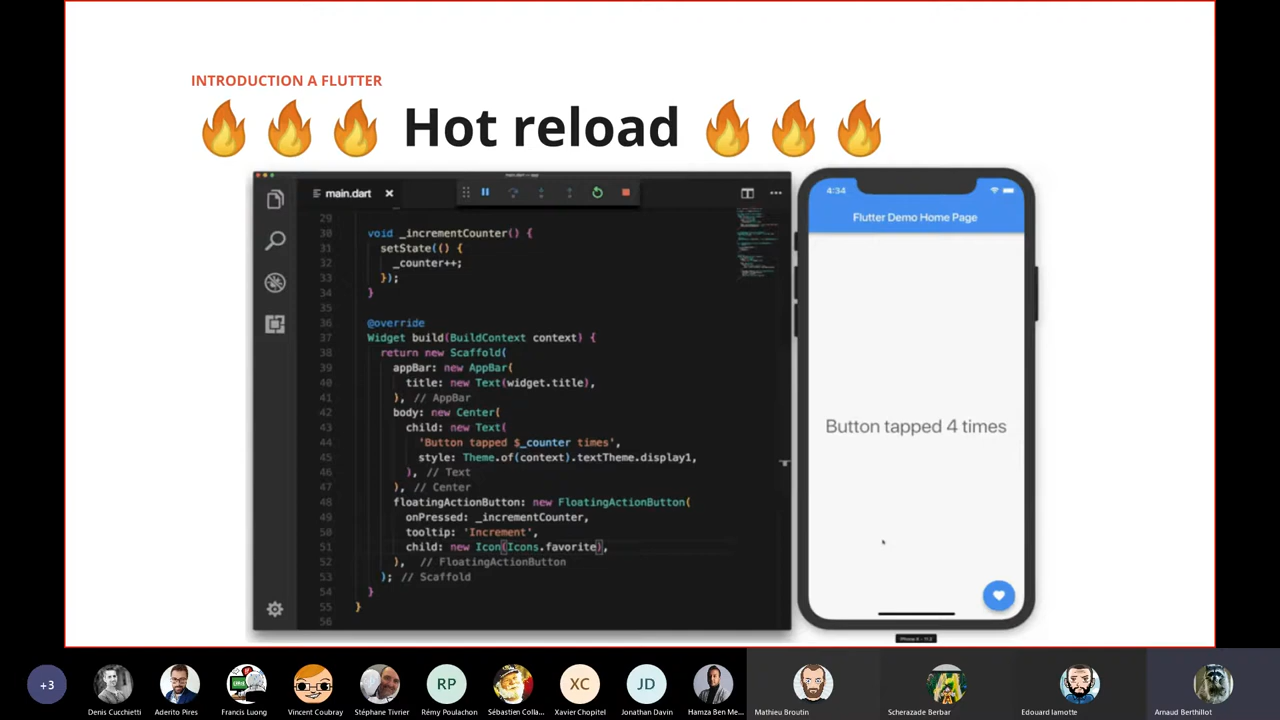 INTRODUCTION A FLUTTER
🔥 🔥 🔥 Hot reload 🔥 🔥 🔥
main.dart
29
30 void _incrementCounter() {
31 setState(() {
32 _counter++;
33 });
34 }
35
36 @override
37 Widget build(BuildContext context) {
38 return new Scaffold(
39 appBar: new AppBar(
40 title: new Text(widget.title),
41 ), // AppBar
42 body: new Center(
43 child: new Text(
44 'Button tapped $_counter times',
45 style: Theme.of(context).textTheme.display1,
46 ), // Text
47 ), // Center
48 floatingActionButton: new FloatingActionButton(
49 onPressed: _incrementCounter,
50 tooltip: 'Increment',
51 child: new Icon(Icons.favorite),
52 ), // FloatingActionButton
53 ); // Scaffold
54 }
55 }
56
4:34
Flutter Demo Home Page
Button tapped 4 times
+3
Denis Cucchietti
Aderito Pires
Francis Luong
Vincent Coubray
Stéphane Tivrier
RP
Rémy Poulachon
Sébastien Colla...
XC
Xavier Chopitel
JD
Jonathan Davin
Hamza Ben Me...
Mathieu Broutin
Scherazade Berbar
Edouard lamotte
Arnaud Berthillot